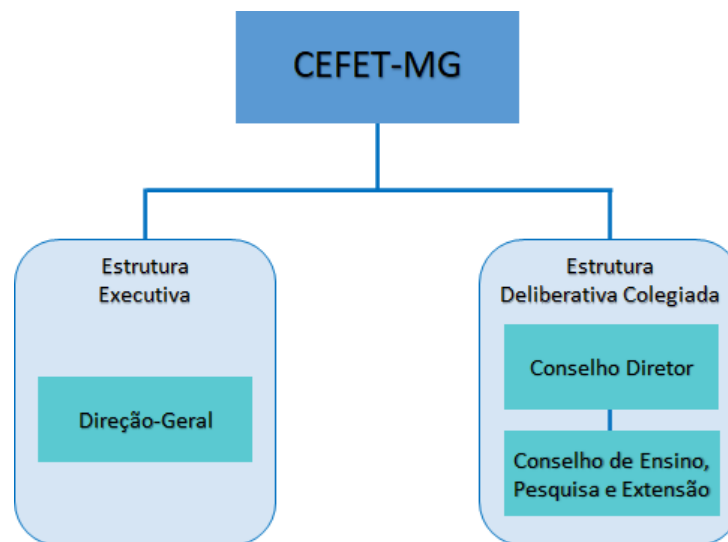 CEFET-MG
Estrutura
Executiva
Direção-Geral
Estrutura
Deliberativa Colegiada
Conselho Diretor
Conselho de Ensino,
Pesquisa e Extensão